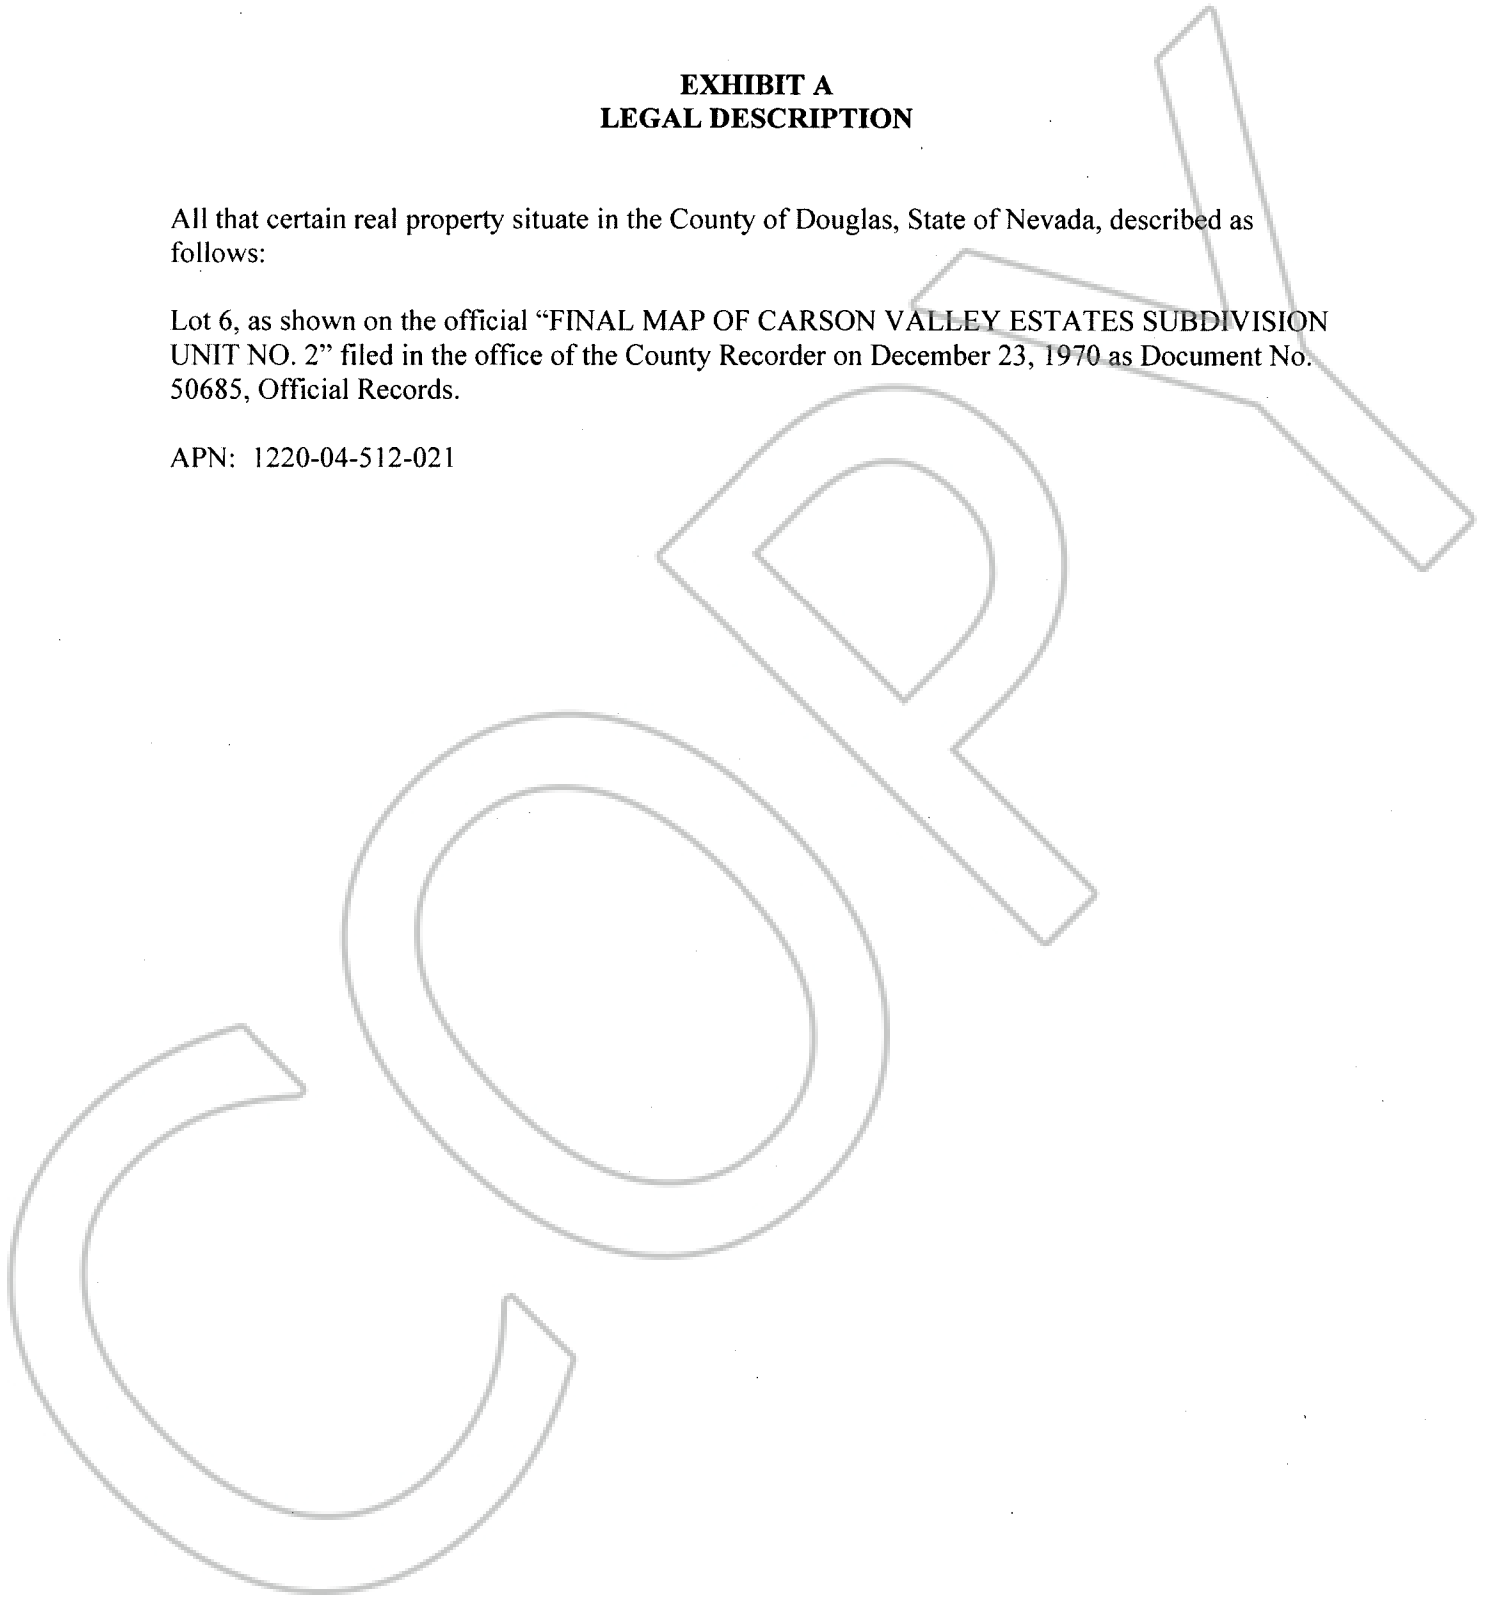 EXHIBIT A
LEGAL DESCRIPTION
All that certain real property situate in the County of Douglas, State of Nevada, described as
follows:
Lot 6, as shown on the official “FINAL MAP OF CARSON VALLEY ESTATES SUBDIVISION
UNIT NO. 2” filed in the office of the County Recorder on December 23, 1970 as Document No.
50685, Official Records.
APN: 1220-04-512-021
COPY